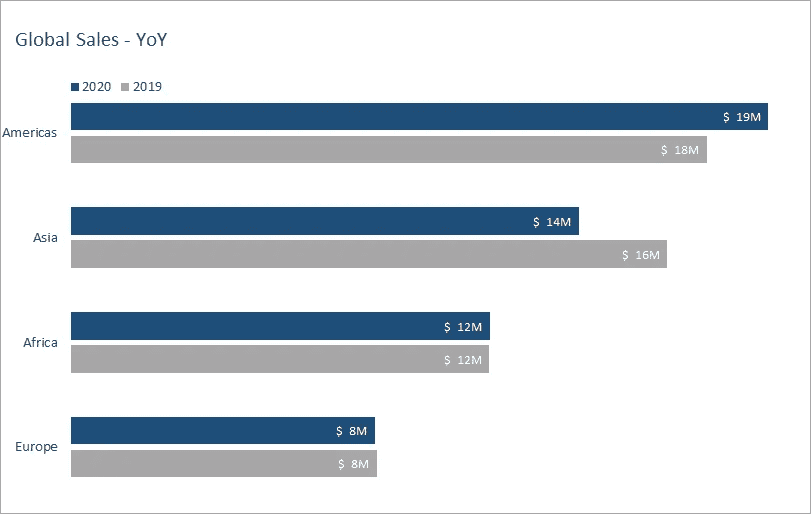 Global Sales - YoY
2020 2019
Americas
$ 19M
$ 18M
Asia
$ 14M
$ 16M
Africa
$ 12M
$ 12M
Europe
$ 8M
$ 8M